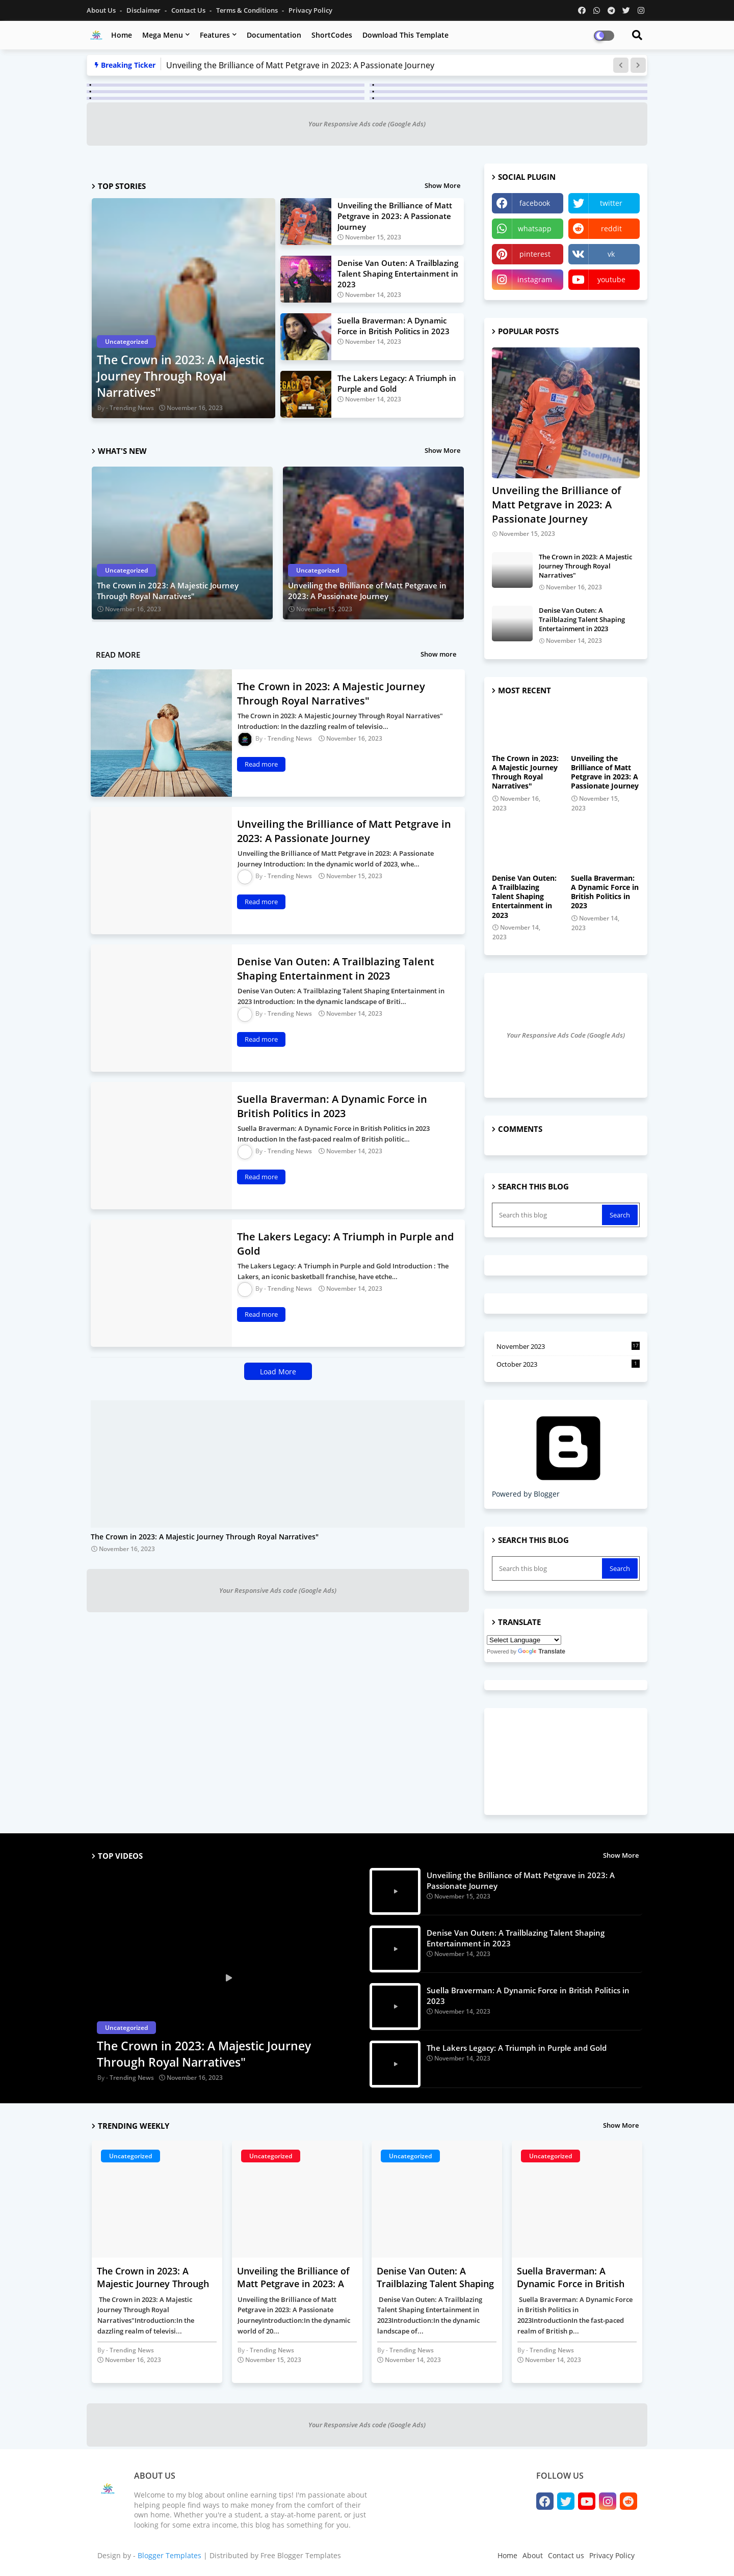 About Us - Disclaimer - Contact Us - Terms & Conditions - Privacy Policy
Home Mega Menu Features Documentation ShortCodes Download This Template
Breaking Ticker Unveiling the Brilliance of Matt Petgrave in 2023: A Passionate Journey
Your Responsive Ads code (Google Ads)
TOP STORIES Show More
Uncategorized
The Crown in 2023: A Majestic
Journey Through Royal
Narratives"
By - Trending News November 16, 2023
Unveiling the Brilliance of Matt
Petgrave in 2023: A Passionate
Journey
November 15, 2023
Denise Van Outen: A Trailblazing
Talent Shaping Entertainment in
2023
November 14, 2023
Suella Braverman: A Dynamic
Force in British Politics in 2023
November 14, 2023
LEGACY
The Lakers Legacy: A Triumph in
Purple and Gold
November 14, 2023
WHAT'S NEW Show More
Uncategorized
The Crown in 2023: A Majestic Journey
Through Royal Narratives"
November 16, 2023
Uncategorized
Unveiling the Brilliance of Matt Petgrave in
2023: A Passionate Journey
November 15, 2023
READ MORE Show more
The Crown in 2023: A Majestic Journey
Through Royal Narratives"
The Crown in 2023: A Majestic Journey Through Royal Narratives"
Introduction: In the dazzling realm of televisio...
By - Trending News November 16, 2023
Read more
Unveiling the Brilliance of Matt Petgrave in
2023: A Passionate Journey
Unveiling the Brilliance of Matt Petgrave in 2023: A Passionate
Journey Introduction: In the dynamic world of 2023, whe...
By - Trending News November 15, 2023
Read more
Denise Van Outen: A Trailblazing Talent
Shaping Entertainment in 2023
Denise Van Outen: A Trailblazing Talent Shaping Entertainment in
2023 Introduction: In the dynamic landscape of Briti...
By - Trending News November 14, 2023
Read more
Suella Braverman: A Dynamic Force in
British Politics in 2023
Suella Braverman: A Dynamic Force in British Politics in 2023
Introduction In the fast-paced realm of British politic...
By - Trending News November 14, 2023
Read more
The Lakers Legacy: A Triumph in Purple and
Gold
The Lakers Legacy: A Triumph in Purple and Gold Introduction : The
Lakers, an iconic basketball franchise, have etche...
By - Trending News November 14, 2023
Read more
Load More
The Crown in 2023: A Majestic Journey Through Royal Narratives"
November 16, 2023
Your Responsive Ads code (Google Ads)
SOCIAL PLUGIN
facebook twitter
whatsapp reddit
pinterest vk
instagram youtube
POPULAR POSTS
SteelPhalt
Unveiling the Brilliance of
Matt Petgrave in 2023: A
Passionate Journey
November 15, 2023
The Crown in 2023: A Majestic
Journey Through Royal
Narratives"
November 16, 2023
Denise Van Outen: A
Trailblazing Talent Shaping
Entertainment in 2023
November 14, 2023
MOST RECENT
The Crown in 2023:
A Majestic Journey
Through Royal
Narratives"
November 16,
2023
Unveiling the
Brilliance of Matt
Petgrave in 2023: A
Passionate Journey
November 15,
2023
Denise Van Outen:
A Trailblazing
Talent Shaping
Entertainment in
2023
November 14,
2023
Suella Braverman:
A Dynamic Force in
British Politics in
2023
November 14,
2023
Your Responsive Ads Code (Google Ads)
COMMENTS
SEARCH THIS BLOG
Search this blog Search
November 2023 17
October 2023 1
Powered by Blogger
SEARCH THIS BLOG
Search this blog Search
TRANSLATE
Select Language
Powered by Google Translate
TOP VIDEOS Show More
Uncategorized
The Crown in 2023: A Majestic Journey
Through Royal Narratives"
By - Trending News November 16, 2023
Unveiling the Brilliance of Matt Petgrave in 2023: A
Passionate Journey
November 15, 2023
Denise Van Outen: A Trailblazing Talent Shaping
Entertainment in 2023
November 14, 2023
Suella Braverman: A Dynamic Force in British Politics in
2023
November 14, 2023
The Lakers Legacy: A Triumph in Purple and Gold
November 14, 2023
TRENDING WEEKLY Show More
Uncategorized
The Crown in 2023: A
Majestic Journey Through
The Crown in 2023: A Majestic
Journey Through Royal
Narratives"Introduction:In the
dazzling realm of televisi...
By - Trending News
November 16, 2023
Uncategorized
Unveiling the Brilliance of
Matt Petgrave in 2023: A
Unveiling the Brilliance of Matt
Petgrave in 2023: A Passionate
JourneyIntroduction:In the dynamic
world of 20...
By - Trending News
November 15, 2023
Uncategorized
Denise Van Outen: A
Trailblazing Talent Shaping
Denise Van Outen: A Trailblazing
Talent Shaping Entertainment in
2023Introduction:In the dynamic
landscape of...
By - Trending News
November 14, 2023
Uncategorized
Suella Braverman: A
Dynamic Force in British
Suella Braverman: A Dynamic Force
in British Politics in
2023IntroductionIn the fast-paced
realm of British p...
By - Trending News
November 14, 2023
Your Responsive Ads code (Google Ads)
ABOUT US
Welcome to my blog about online earning tips! I'm passionate about
helping people find ways to make money from the comfort of their
own home. Whether you're a student, a stay-at-home parent, or just
looking for some extra income, this blog has something for you.
FOLLOW US
Design by - Blogger Templates | Distributed by Free Blogger Templates
Home About Contact us Privacy Policy